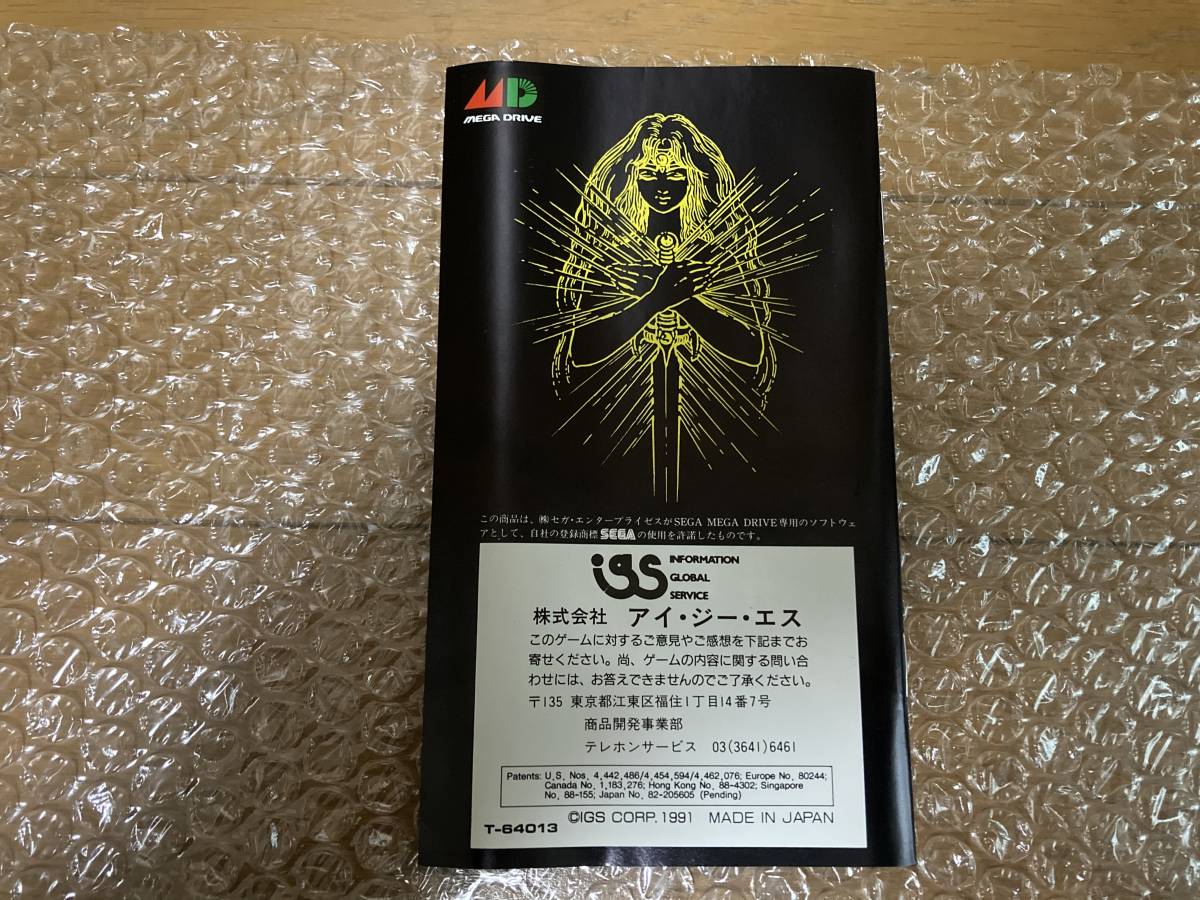 MD
MEGA DRIVE
この商品は、㈱セガ・エンタープライゼスがSEGA MEGA DRIVE専用のソフトウェ
アとして、自社の登録商標SEGAの使用を許諾したものです。
igs INFORMATION
GLOBAL
SERVICE
株式会社 アイ・ジー・エス
このゲームに対するご意見やご感想を下記までお
寄せください。尚、ゲームの内容に関する問い合
わせには、お答えできませんのでご了承ください。
〒135 東京都江東区福住1丁目14番7号
商品開発事業部
テレホンサービス 03(3641)6461
Patents: U.S. Nos. 4,442,486/4,454,594/4,462,076; Europe No. 80244;
Canada No. 1,183,276; Hong Kong No. 88-4302; Singapore
No. 88-155; Japan No. 82-205605 (Pending)
©IGS CORP.1991 MADE IN JAPAN
T-64013